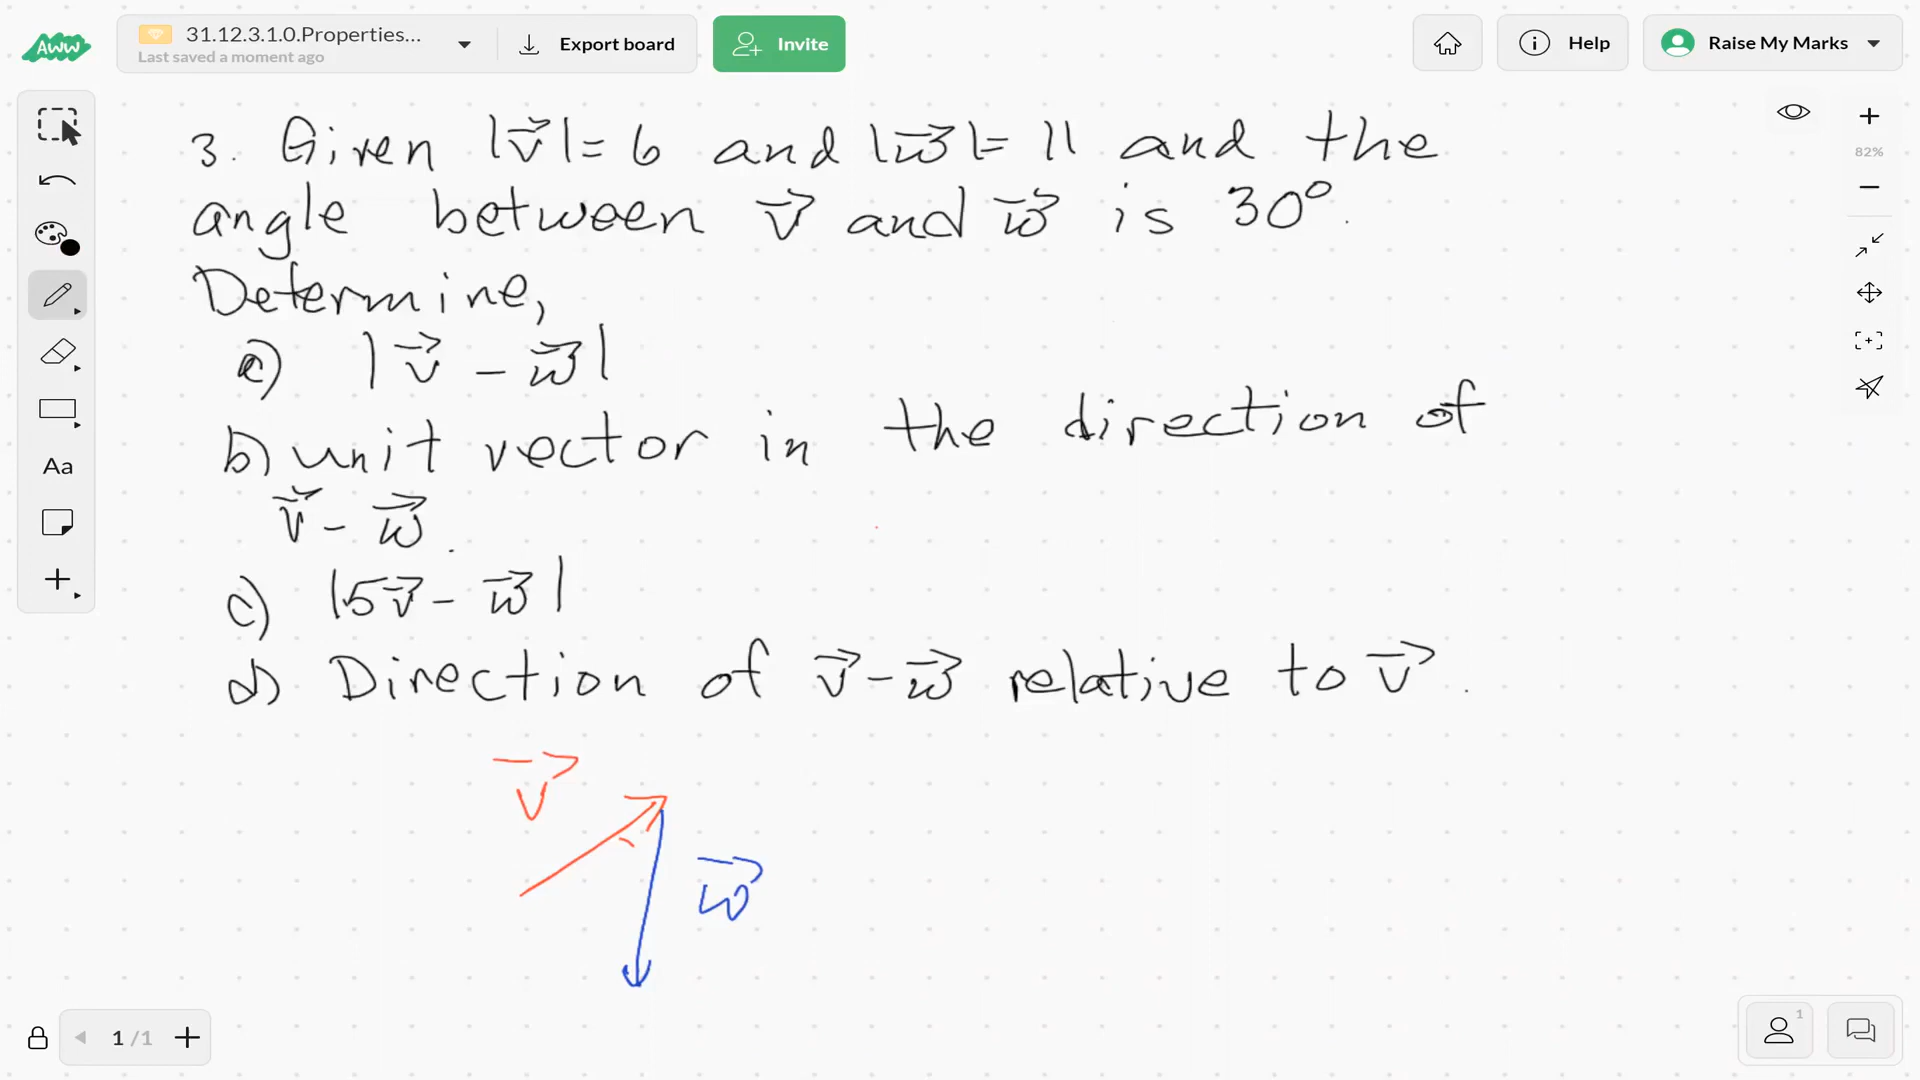 AWW
31.12.3.1.0.Properties...
Last saved a moment ago
Export board
Invite
Help
Raise My Marks
82%
Aa
3. Given |v⃗| = 6 and |w⃗| = 11 and the
angle between v⃗ and w⃗ is 30°.
Determine,
a) |v⃗ - w⃗|
b) unit vector in the direction of
v⃗ - w⃗.
c) |5v⃗ - w⃗|
d) Direction of v⃗ - w⃗ relative to v⃗.
v⃗
w⃗
1 / 1
1